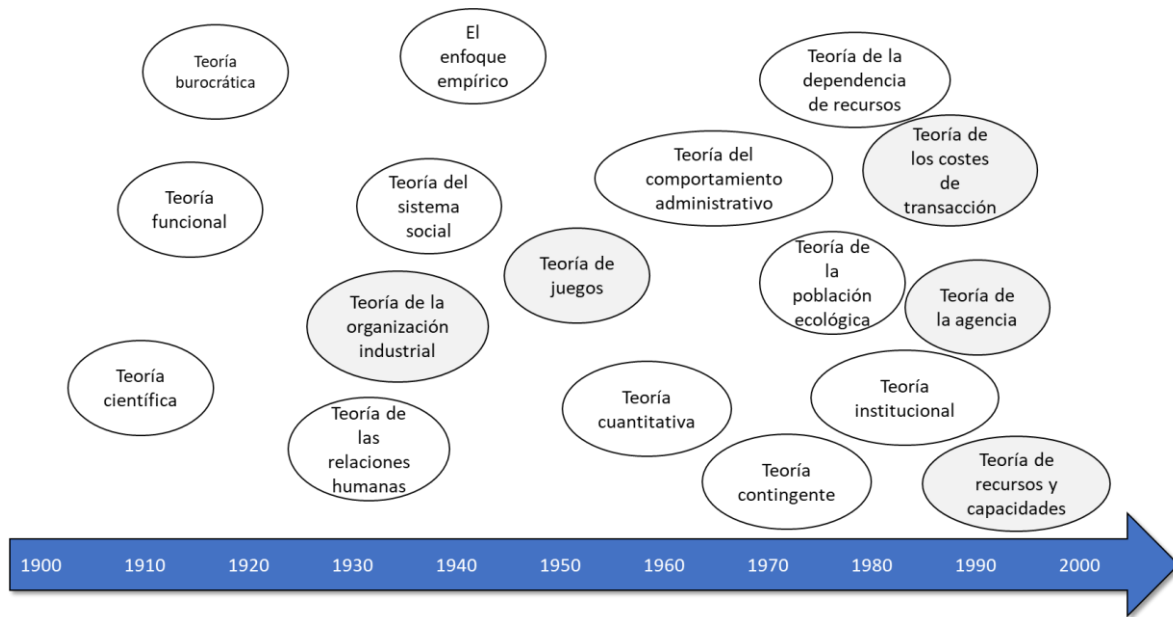 Teoría
burocrática
El
enfoque
empírico
Teoría de la
dependencia
de recursos
Teoría de
los costes
de
transacción
Teoría
funcional
Teoría del
sistema
social
Teoría del
comportamiento
administrativo
Teoría de
juegos
Teoría de
la
población
ecológica
Teoría de
la agencia
Teoría de la
organización
industrial
Teoría
científica
Teoría de
las
relaciones
humanas
Teoría
cuantitativa
Teoría
institucional
Teoría
contingente
Teoría de
recursos y
capacidades
1900 1910 1920 1930 1940 1950 1960 1970 1980 1990 2000